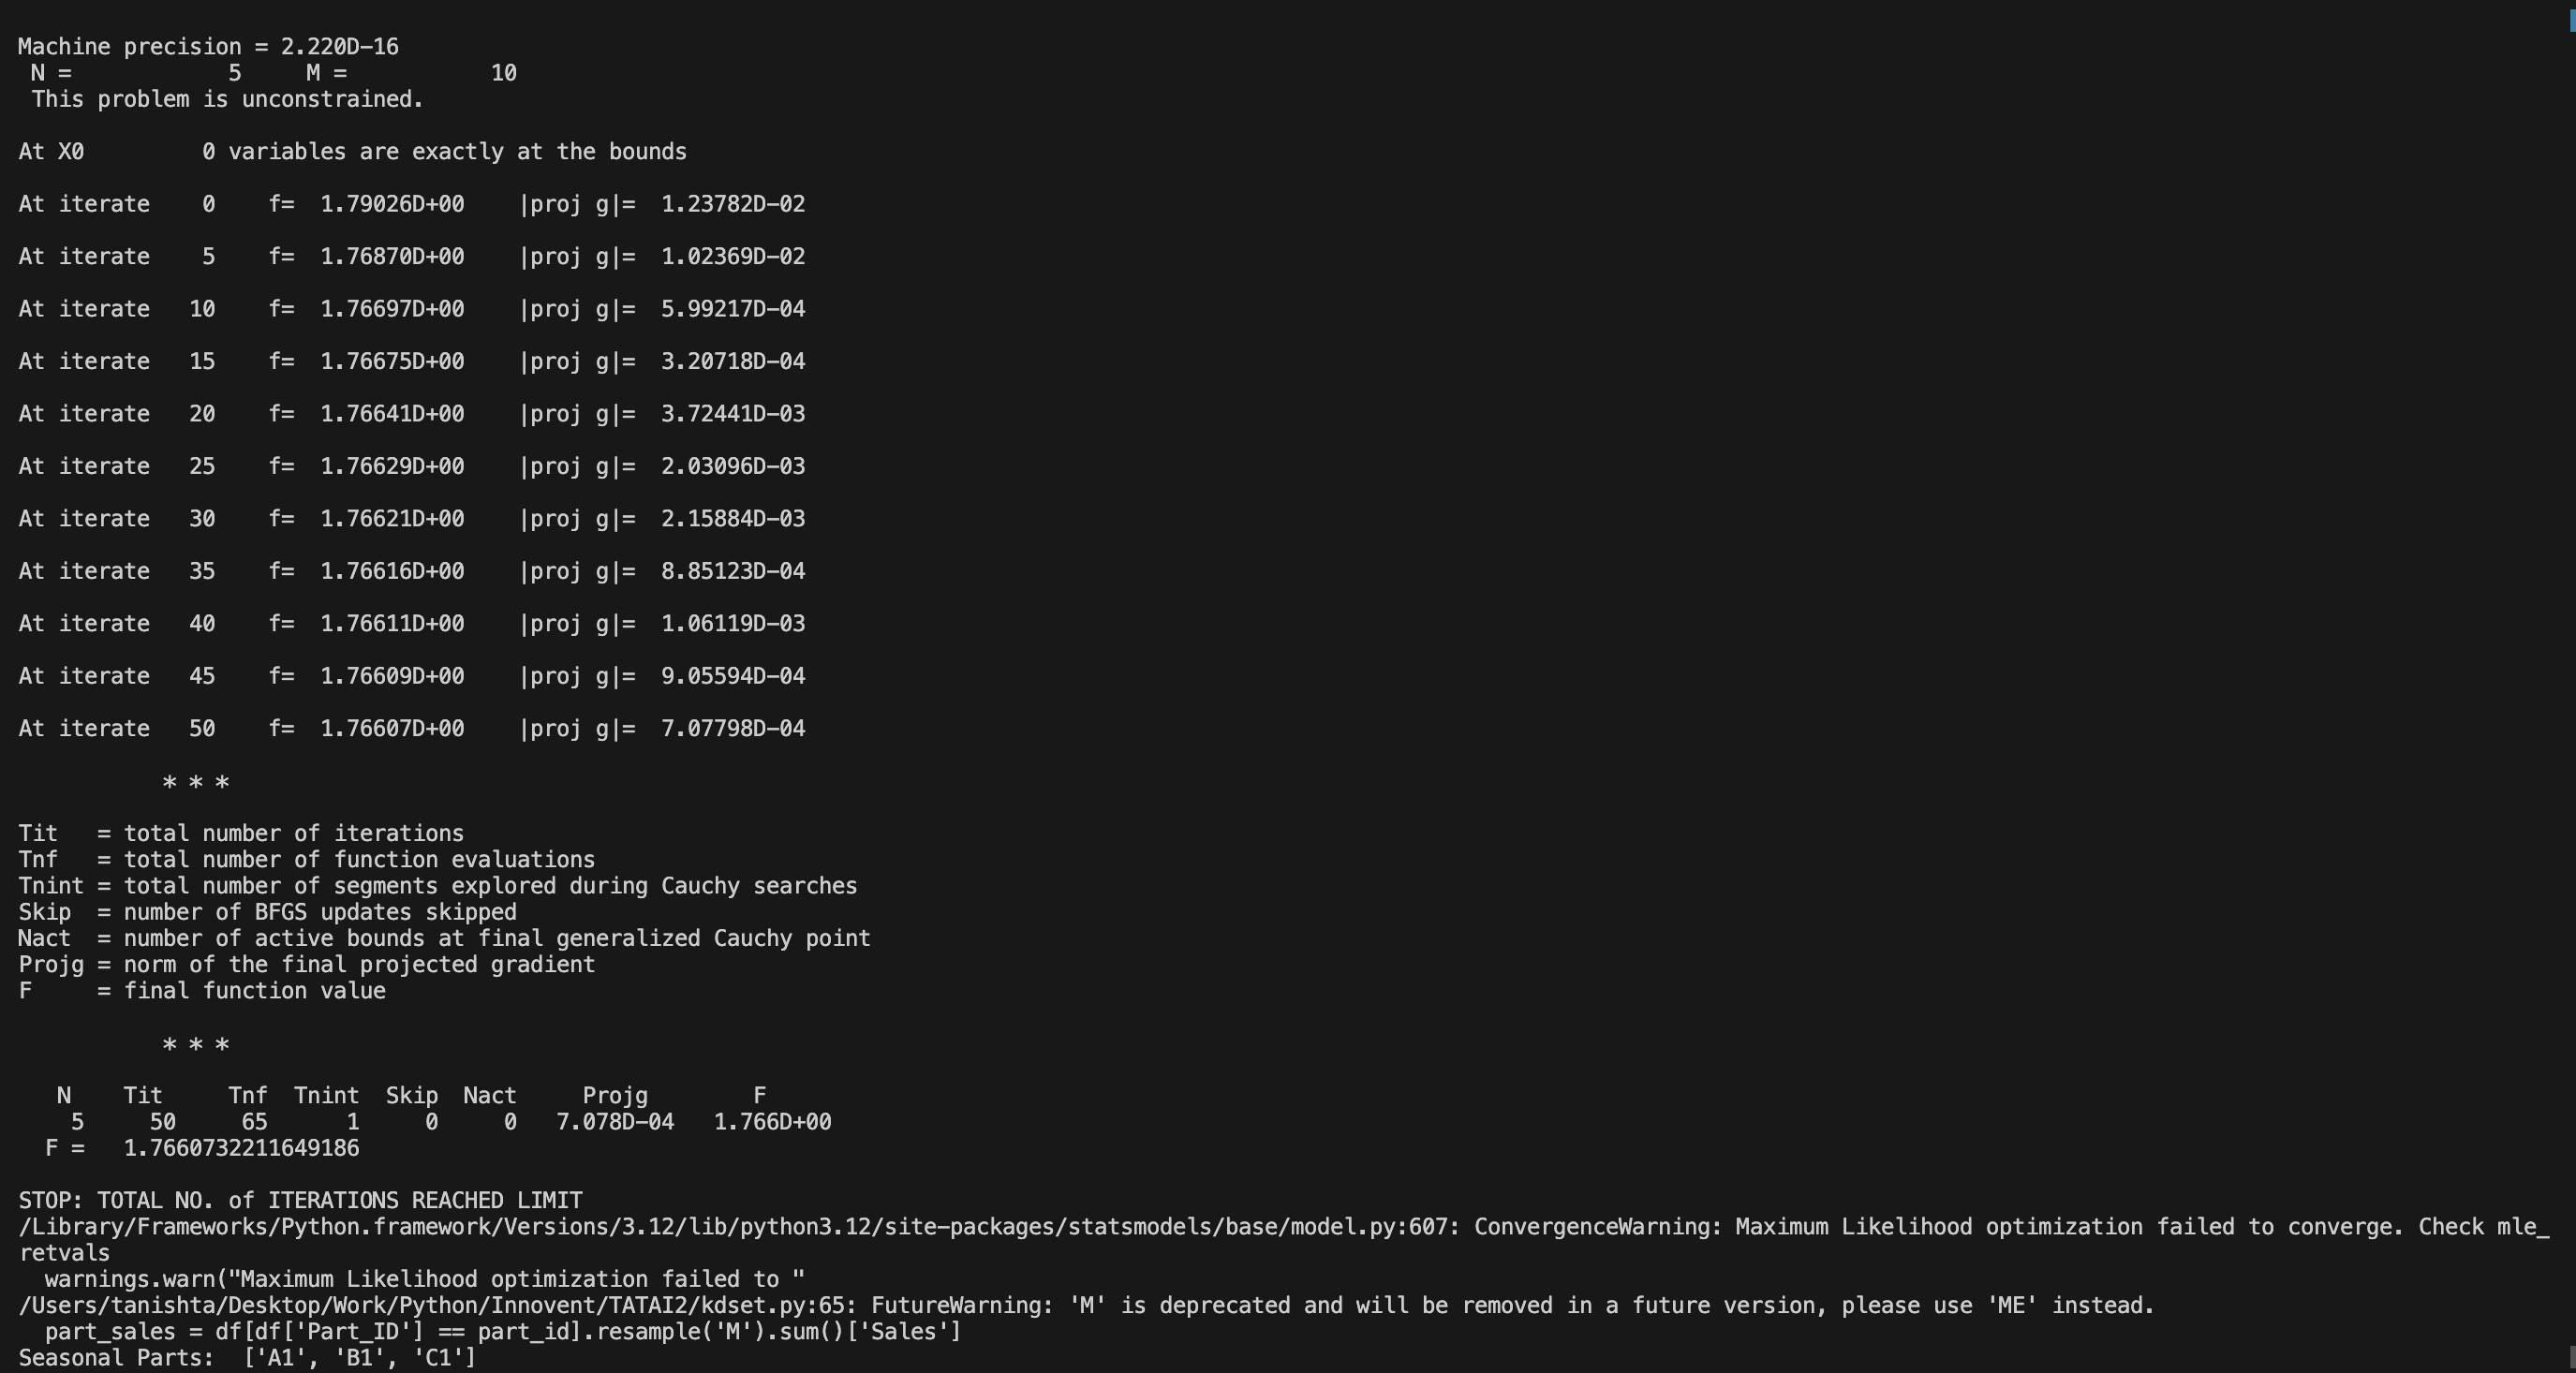 Machine precision = 2.220D-16
 N =            5     M =           10
 This problem is unconstrained.
At X0         0 variables are exactly at the bounds
At iterate    0    f=  1.79026D+00    |proj g|=  1.23782D-02
At iterate    5    f=  1.76870D+00    |proj g|=  1.02369D-02
At iterate   10    f=  1.76697D+00    |proj g|=  5.99217D-04
At iterate   15    f=  1.76675D+00    |proj g|=  3.20718D-04
At iterate   20    f=  1.76641D+00    |proj g|=  3.72441D-03
At iterate   25    f=  1.76629D+00    |proj g|=  2.03096D-03
At iterate   30    f=  1.76621D+00    |proj g|=  2.15884D-03
At iterate   35    f=  1.76616D+00    |proj g|=  8.85123D-04
At iterate   40    f=  1.76611D+00    |proj g|=  1.06119D-03
At iterate   45    f=  1.76609D+00    |proj g|=  9.05594D-04
At iterate   50    f=  1.76607D+00    |proj g|=  7.07798D-04
           * * *
Tit   = total number of iterations
Tnf   = total number of function evaluations
Tnint = total number of segments explored during Cauchy searches
Skip  = number of BFGS updates skipped
Nact  = number of active bounds at final generalized Cauchy point
Projg = norm of the final projected gradient
F     = final function value
           * * *
   N    Tit     Tnf  Tnint  Skip  Nact     Projg        F
    5     50     65      1     0     0   7.078D-04   1.766D+00
  F =   1.7660732211649186
STOP: TOTAL NO. of ITERATIONS REACHED LIMIT
/Library/Frameworks/Python.framework/Versions/3.12/lib/python3.12/site-packages/statsmodels/base/model.py:607: ConvergenceWarning: Maximum Likelihood optimization failed to converge. Check mle_
retvals
  warnings.warn("Maximum Likelihood optimization failed to "
/Users/tanishta/Desktop/Work/Python/Innovent/TATAI2/kdset.py:65: FutureWarning: 'M' is deprecated and will be removed in a future version, please use 'ME' instead.
  part_sales = df[df['Part_ID'] == part_id].resample('M').sum()['Sales']
Seasonal Parts:  ['A1', 'B1', 'C1']